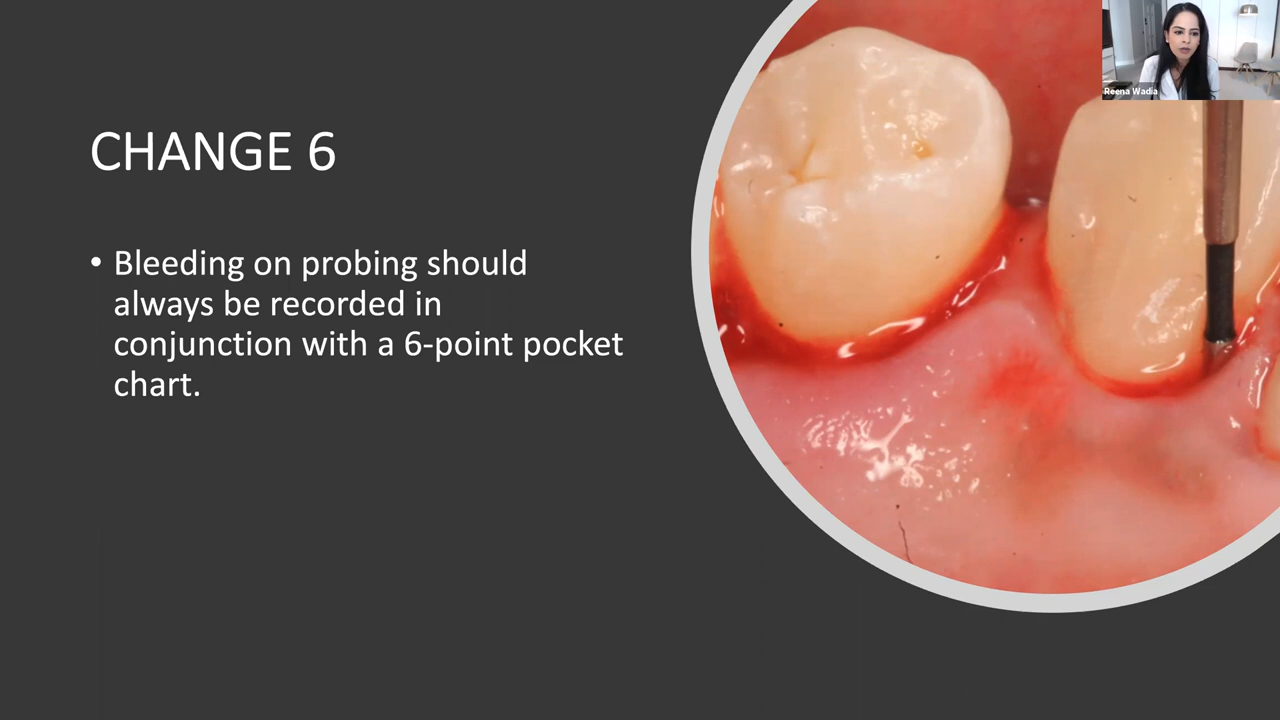 CHANGE 6
• Bleeding on probing should
always be recorded in
conjunction with a 6-point pocket
chart.
Reena Wadia